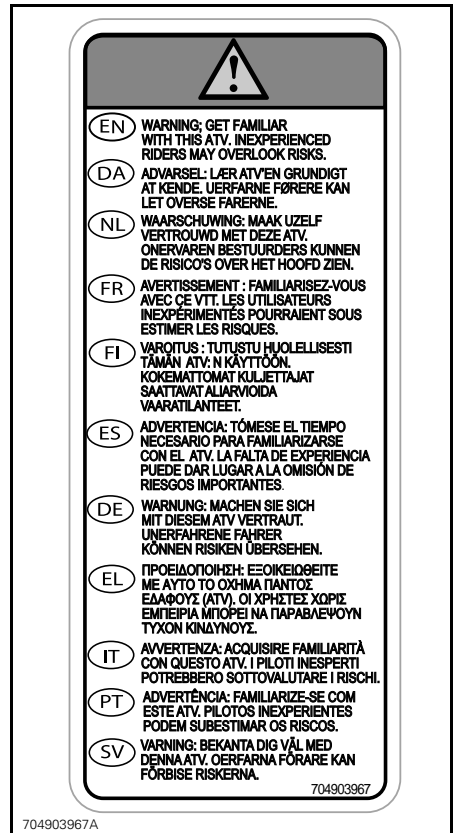 EN WARNING; GET FAMILIAR
WITH THIS ATV. INEXPERIENCED
RIDERS MAY OVERLOOK RISKS.
DA ADVARSEL: LÆR ATV'EN GRUNDIGT
AT KENDE. UERFARNE FØRERE KAN
LET OVERSE FARERNE.
NL WAARSCHUWING: MAAK UZELF
VERTROUWD MET DEZE ATV.
ONERVAREN BESTUURDERS KUNNEN
DE RISICO'S OVER HET HOOFD ZIEN.
FR AVERTISSEMENT : FAMILIARISEZ-VOUS
AVEC CE VTT. LES UTILISATEURS
INEXPÉRIMENTÉS POURRAIENT SOUS
ESTIMER LES RISQUES.
FI VAROITUS : TUTUSTU HUOLELLISESTI
TÄMÄN ATV: N KÄYTTÖÖN.
KOKEMATTOMAT KULJETTAJAT
SAATTAVAT ALIARVIOIDA
VAARATILANTEET.
ES ADVERTENCIA: TÓMESE EL TIEMPO
NECESARIO PARA FAMILIARIZARSE
CON EL ATV. LA FALTA DE EXPERIENCIA
PUEDE DAR LUGAR A LA OMISIÓN DE
RIESGOS IMPORTANTES.
DE WARNUNG: MACHEN SIE SICH
MIT DIESEM ATV VERTRAUT.
UNERFAHRENE FAHRER
KÖNNEN RISIKEN ÜBERSEHEN.
EL ΠΡΟΕΙΔΟΠΟΙΗΣΗ: ΕΞΟΙΚΕΙΩΘΕΙΤΕ
ΜΕ ΑΥΤΟ ΤΟ ΟΧΗΜΑ ΠΑΝΤΟΣ
ΕΔΑΦΟΥΣ (ATV). ΟΙ ΧΡΗΣΤΕΣ ΧΩΡΙΣ
ΕΜΠΕΙΡΙΑ ΜΠΟΡΕΙ ΝΑ ΠΑΡΑΒΛΕΨΟΥΝ
ΤΥΧΟΝ ΚΙΝΔΥΝΟΥΣ.
IT AVVERTENZA: ACQUISIRE FAMILIARITÀ
CON QUESTO ATV. I PILOTI INESPERTI
POTREBBERO SOTTOVALUTARE I RISCHI.
PT ADVERTÊNCIA: FAMILIARIZE-SE COM
ESTE ATV. PILOTOS INEXPERIENTES
PODEM SUBESTIMAR OS RISCOS.
SV VARNING: BEKANTA DIG VÄL MED
DENNA ATV. OERFARNA FÖRARE KAN
FÖRBISE RISKERNA.
704903967
704903967A